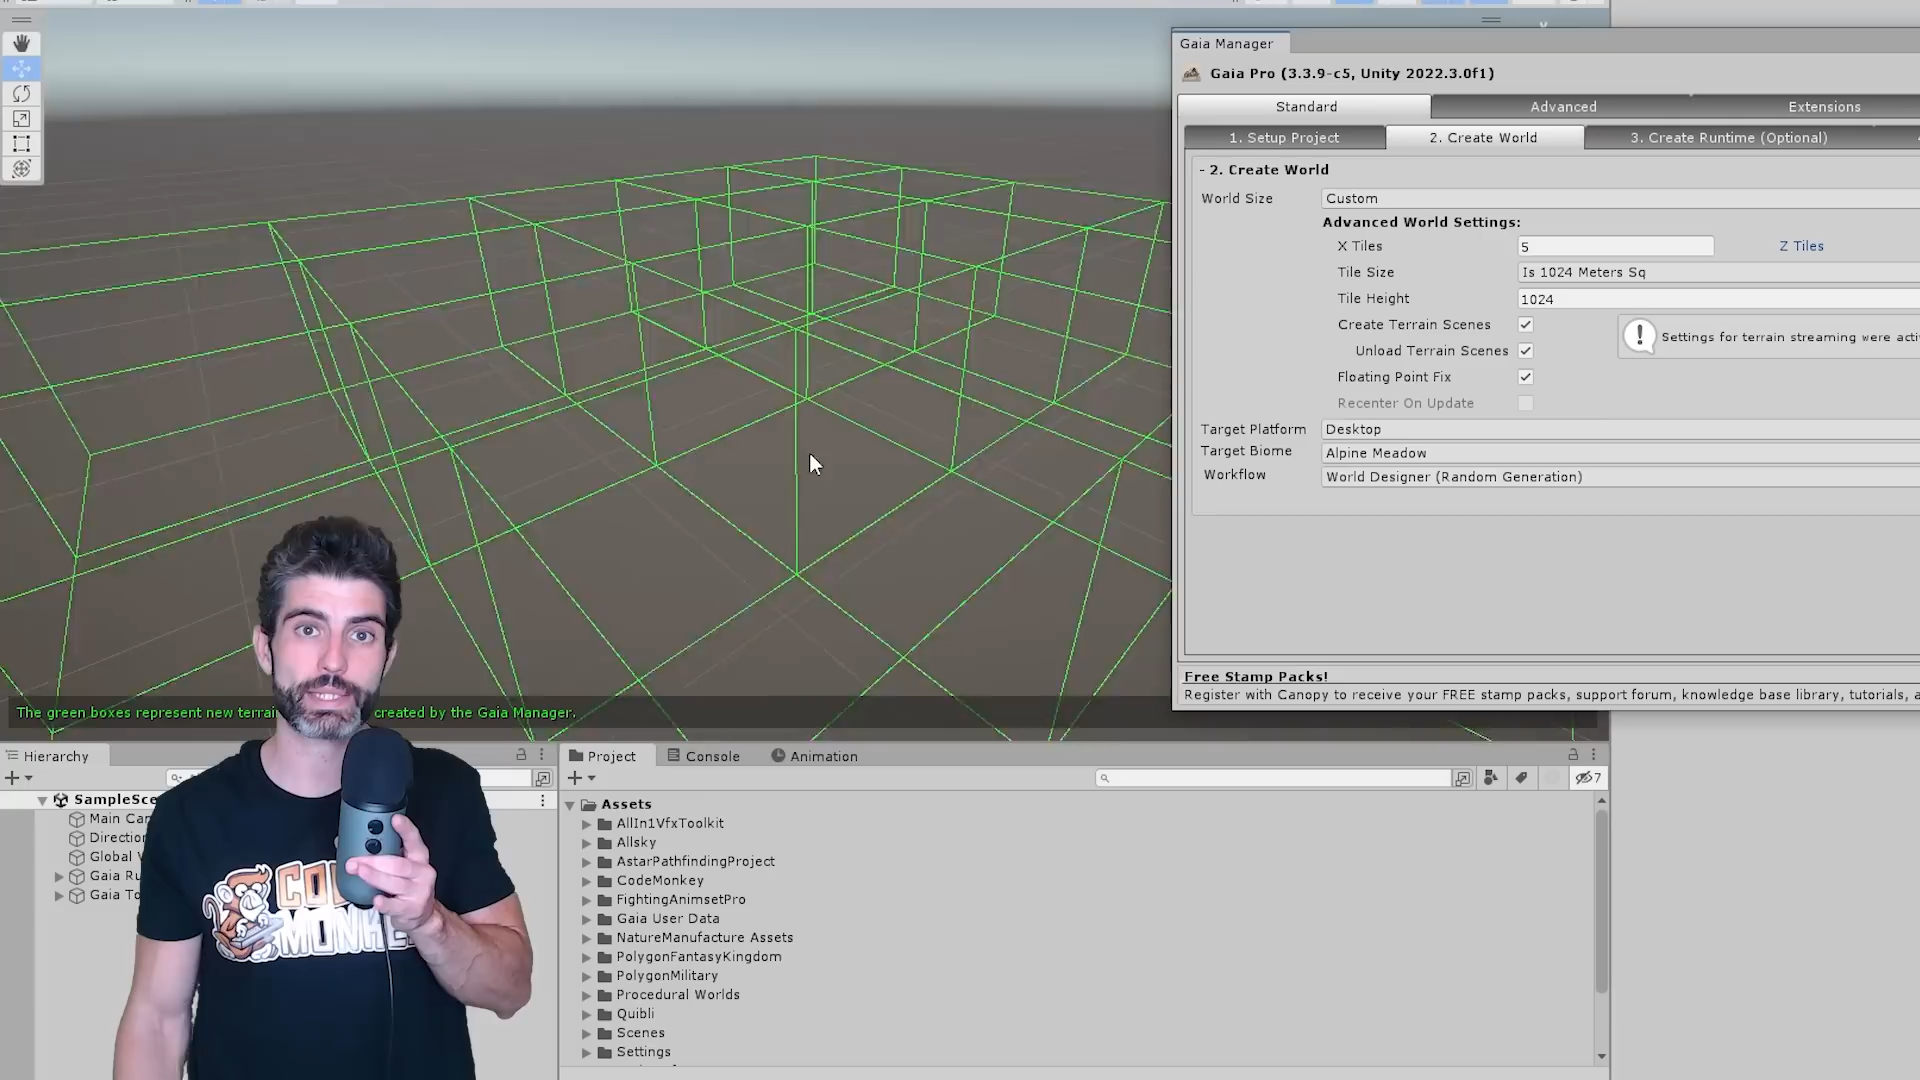 Gaia Manager
Gaia Pro (3.3.9-c5, Unity 2022.3.0f1)
Standard
Advanced
Extensions
1. Setup Project
2. Create World
3. Create Runtime (Optional)
- 2. Create World
World Size
Custom
Advanced World Settings:
X Tiles
5
Z Tiles
Tile Size
Is 1024 Meters Sq
Tile Height
1024
Create Terrain Scenes
Unload Terrain Scenes
Settings for terrain streaming were acti
Floating Point Fix
Recenter On Update
Target Platform
Desktop
Target Biome
Alpine Meadow
Workflow
World Designer (Random Generation)
Free Stamp Packs!
Register with Canopy to receive your FREE stamp packs, support forum, knowledge base library, tutorials, a
The green boxes represent new terrai created by the Gaia Manager.
Hierarchy
SampleSce
Main Ca
Directio
Global
Gaia Ru
Gaia To
Project
Console
Animation
7
Assets
AllIn1VfxToolkit
Allsky
AstarPathfindingProject
CodeMonkey
FightingAnimsetPro
Gaia User Data
NatureManufacture Assets
PolygonFantasyKingdom
PolygonMilitary
Procedural Worlds
Quibli
Scenes
Settings
CO
MONK